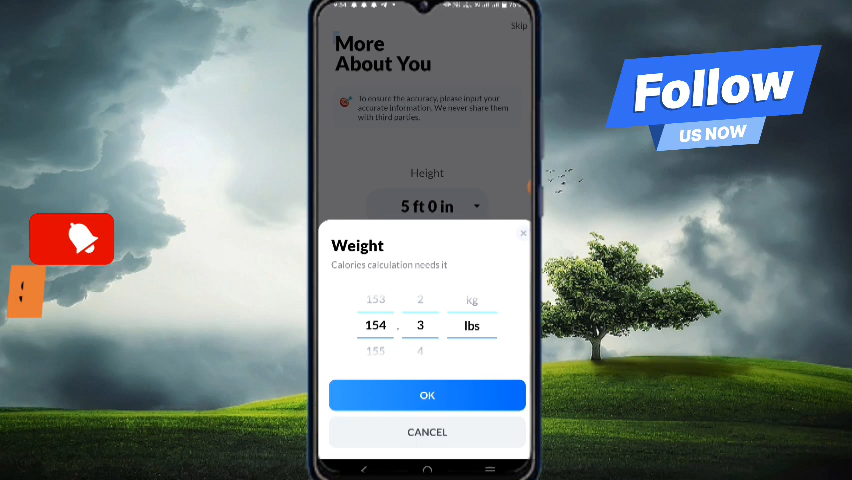 Skip
More
About You
To ensure the accuracy, please input your
accurate information. We never share them
with third parties.
Height
5 ft 0 in
Weight
Calories calculation needs it
153 2 kg
154 . 3 lbs
155 4
OK
CANCEL
Follow
US NOW